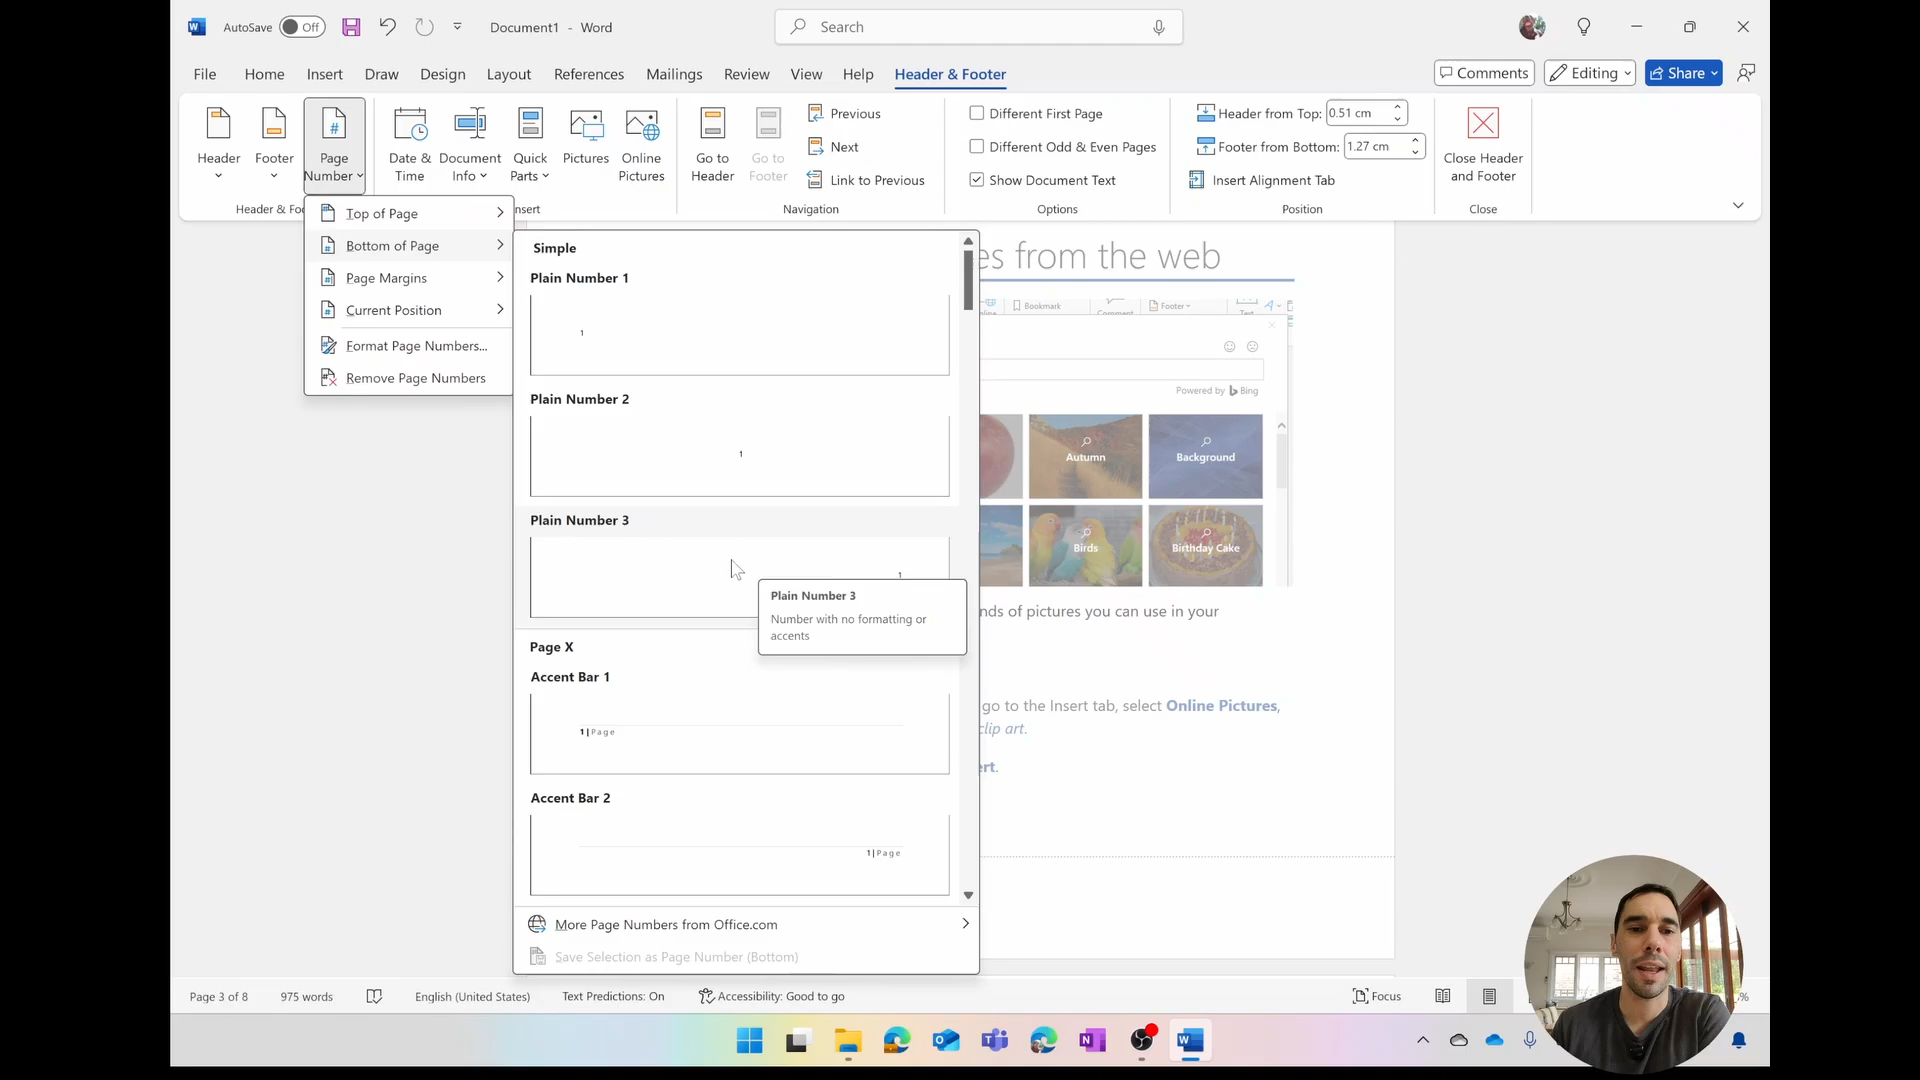 AutoSave Off Document1 - Word Search
File Home Insert Draw Design Layout References Mailings Review View Help Header & Footer Comments Editing Share
Header
Footer
Page
Number
Date &
Time
Document
Info
Quick
Parts
Pictures
Online
Pictures
Go to
Header
Go to
Footer
Previous
Next
Link to Previous
Different First Page
Different Odd & Even Pages
Show Document Text
Header from Top: 0.51 cm
Footer from Bottom: 1.27 cm
Insert Alignment Tab
Close Header
and Footer
Header & Foo
nsert
Navigation
Options
Position
Close
Top of Page
Bottom of Page
Page Margins
Current Position
Format Page Numbers...
Remove Page Numbers
Simple
Plain Number 1
1
Plain Number 2
1
Plain Number 3
1
Plain Number 3
Number with no formatting or
accents
Page X
Accent Bar 1
1 | Page
Accent Bar 2
1 | Page
More Page Numbers from Office.com
Save Selection as Page Number (Bottom)
es from the web
Bookmark
Comment
Footer
Text
Powered by Bing
Autumn
Background
Birds
Birthday Cake
nds of pictures you can use in your
go to the Insert tab, select Online Pictures,
clip art.
ert.
Page 3 of 8 975 words English (United States) Text Predictions: On Accessibility: Good to go Focus